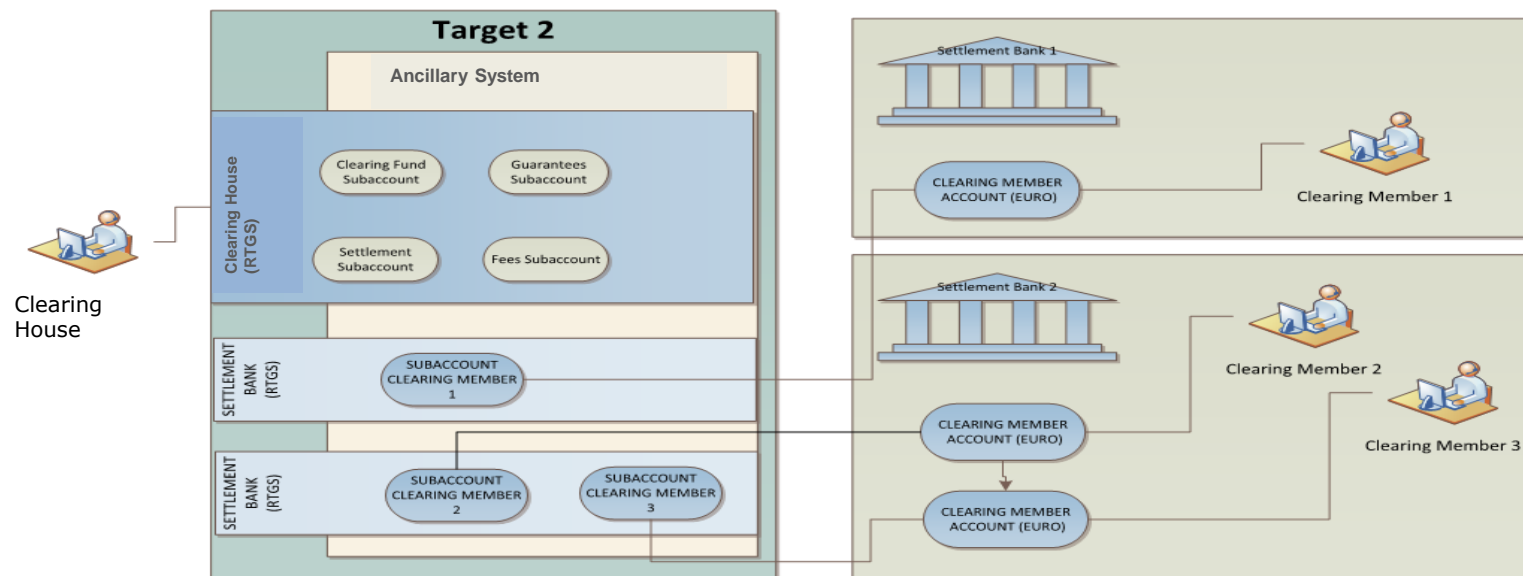 Target 2
Ancillary System
Clearing House
(RTGS)
Clearing Fund
Subaccount
Guarantees
Subaccount
Settlement
Subaccount
Fees Subaccount
Clearing
House
SETTLEMENT
BANK
(RTGS)
SUBACCOUNT
CLEARING MEMBER
1
SETTLEMENT
BANK
(RTGS)
SUBACCOUNT
CLEARING MEMBER
2
SUBACCOUNT
CLEARING MEMBER
3
Settlement Bank 1
CLEARING MEMBER
ACCOUNT (EURO)
Clearing Member 1
Settlement Bank 2
Clearing Member 2
CLEARING MEMBER
ACCOUNT (EURO)
Clearing Member 3
CLEARING MEMBER
ACCOUNT (EURO)